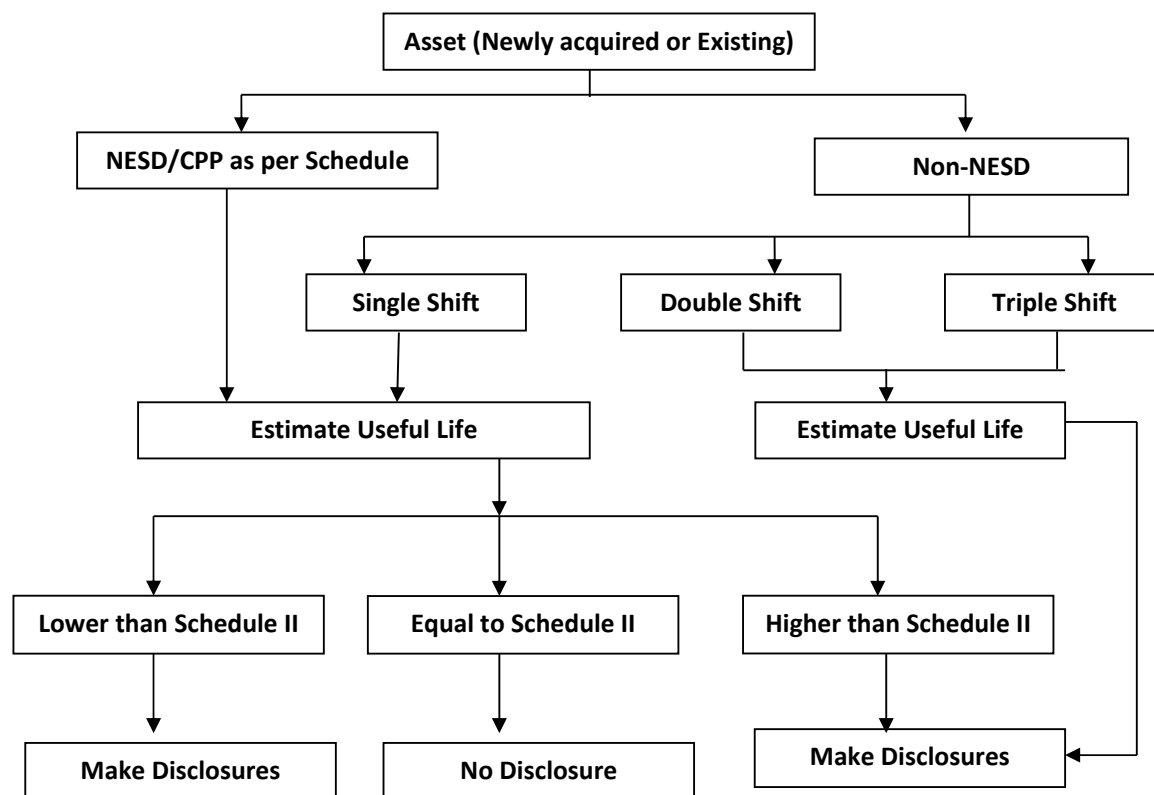 Asset (Newly acquired or Existing)
NESD/CPP as per Schedule
Non-NESD
Single Shift
Double Shift
Triple Shift
Estimate Useful Life
Estimate Useful Life
Lower than Schedule II
Equal to Schedule II
Higher than Schedule II
Make Disclosures
No Disclosure
Make Disclosures